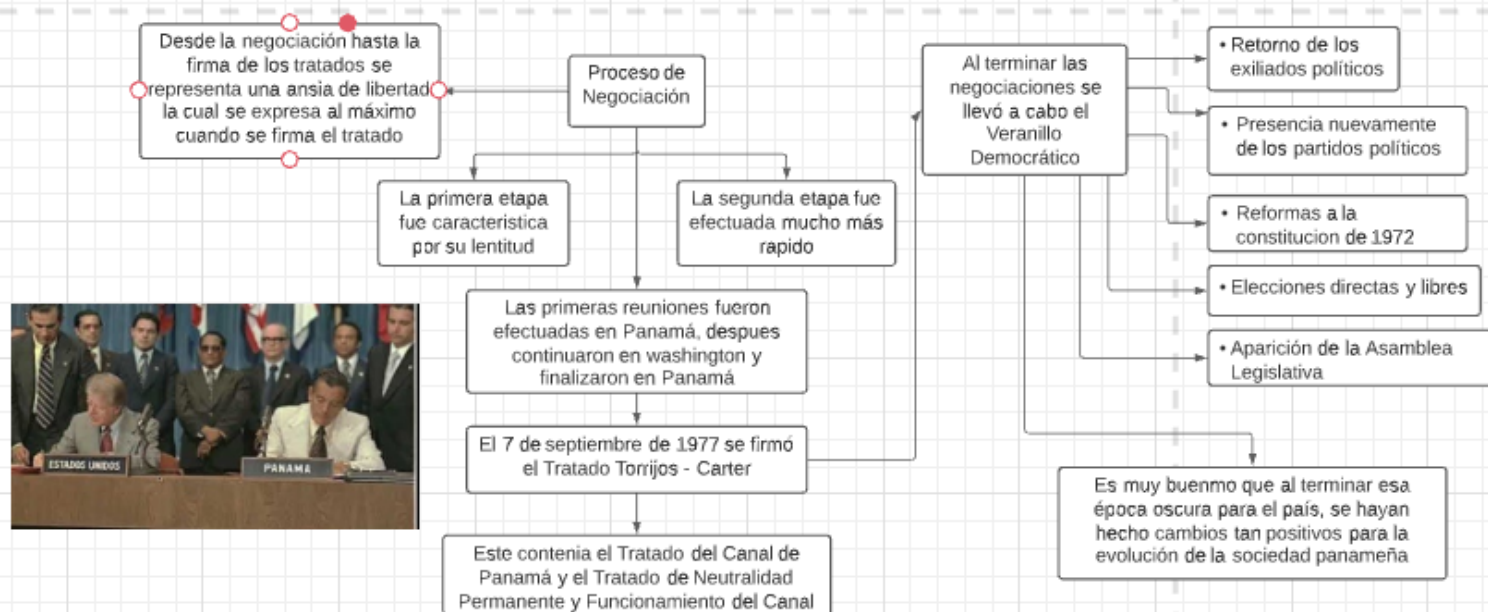 Desde la negociación hasta la
firma de los tratados se
representa una ansia de libertad
la cual se expresa al máximo
cuando se firma el tratado
Proceso de
Negociación
La primera etapa
fue caracteristica
por su lentitud
La segunda etapa fue
efectuada mucho más
rapido
Las primeras reuniones fueron
efectuadas en Panamá, despues
continuaron en washington y
finalizaron en Panamá
El 7 de septiembre de 1977 se firmó
el Tratado Torrijos - Carter
Este contenia el Tratado del Canal de
Panamá y el Tratado de Neutralidad
Permanente y Funcionamiento del Canal
ESTADOS UNIDOS
PANAMA
Al terminar las
negociaciones se
llevó a cabo el
Veranillo
Democrático
• Retorno de los
exiliados políticos
• Presencia nuevamente
de los partidos políticos
• Reformas a la
constitucion de 1972
• Elecciones directas y libres
• Aparición de la Asamblea
Legislativa
Es muy buenmo que al terminar esa
época oscura para el país, se hayan
hecho cambios tan positivos para la
evolución de la sociedad panameña